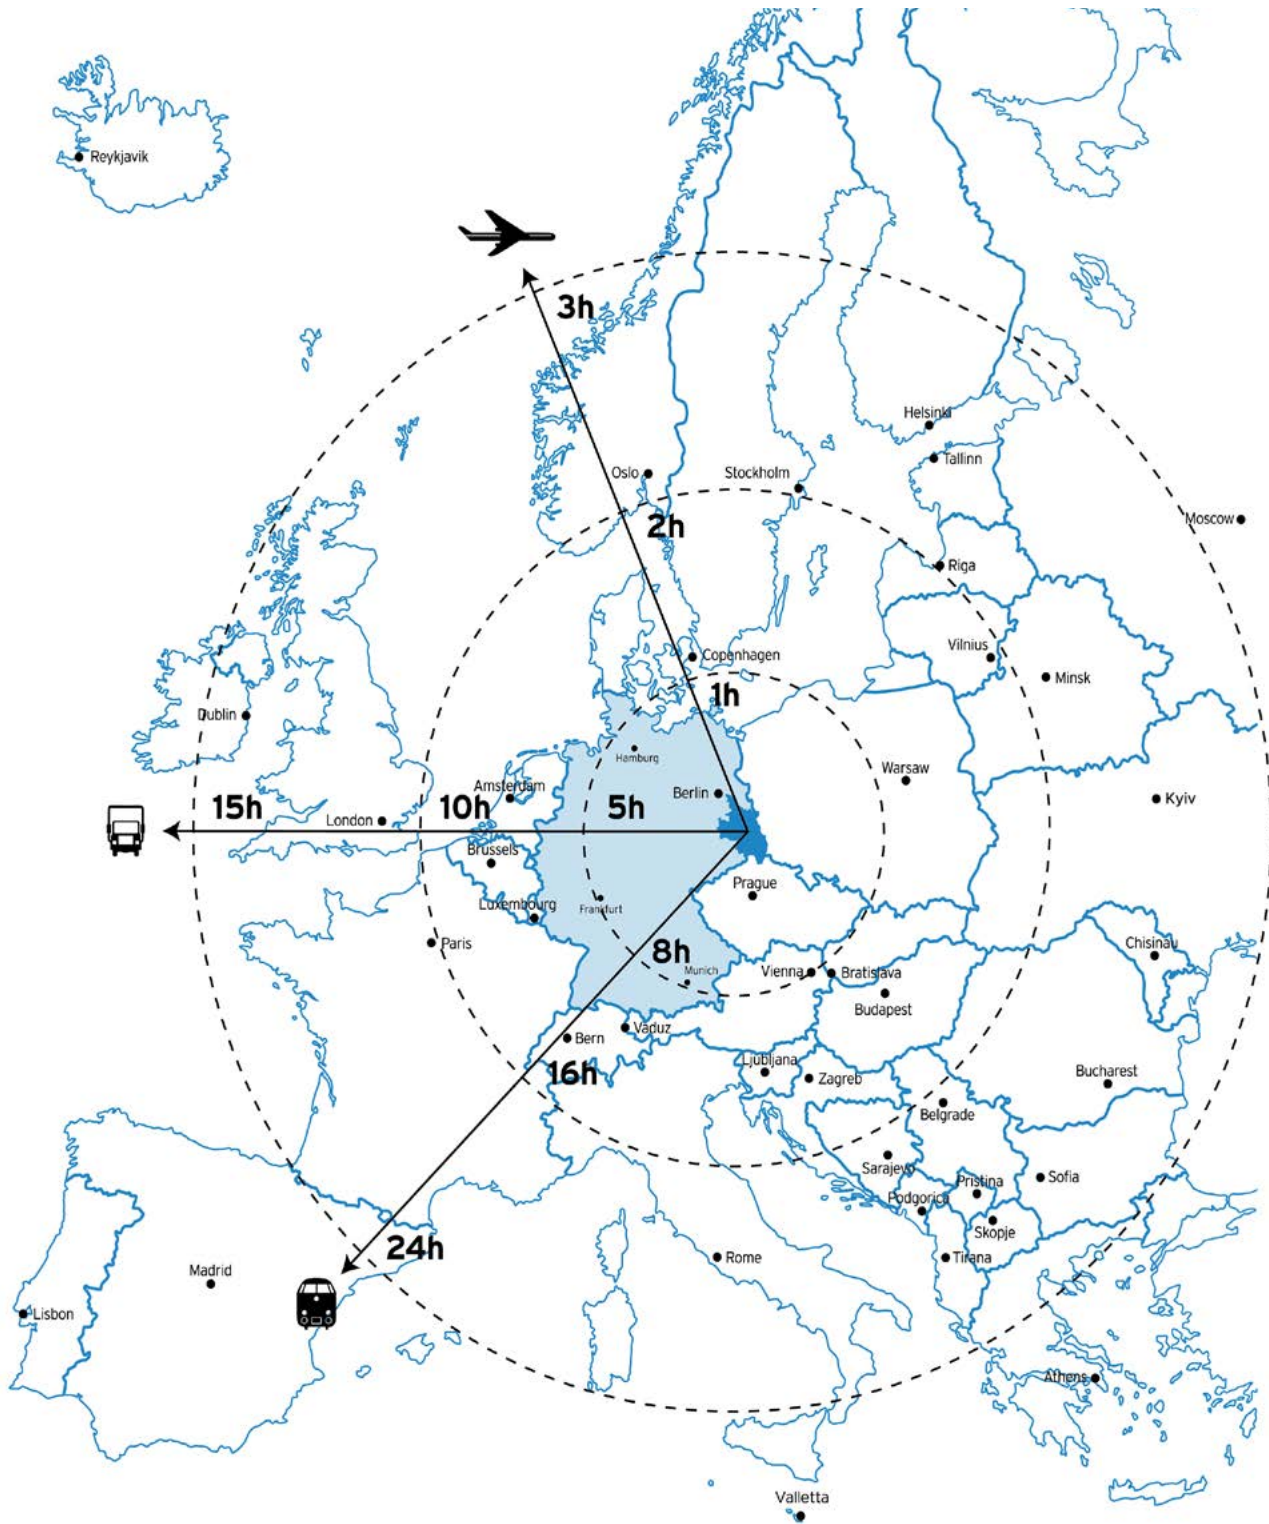 Reykjavik
3h
Helsinki
Tallinn
Oslo
Stockholm
2h
Moscow
Riga
Vilnius
Copenhagen
Minsk
1h
Dublin
Hamburg
Warsaw
Amsterdam
Berlin
Kyiv
15h
10h
5h
London
Brussels
Prague
Luxembourg
Frankfurt
Paris
8h
Chisinau
Munich
Vienna
Bratislava
Budapest
Vaduz
Bern
Ljubljana
16h
Zagreb
Bucharest
Belgrade
Sarajevo
Sofia
Pristina
Podgorica
Skopje
24h
Rome
Tirana
Madrid
Lisbon
Athens
Valletta